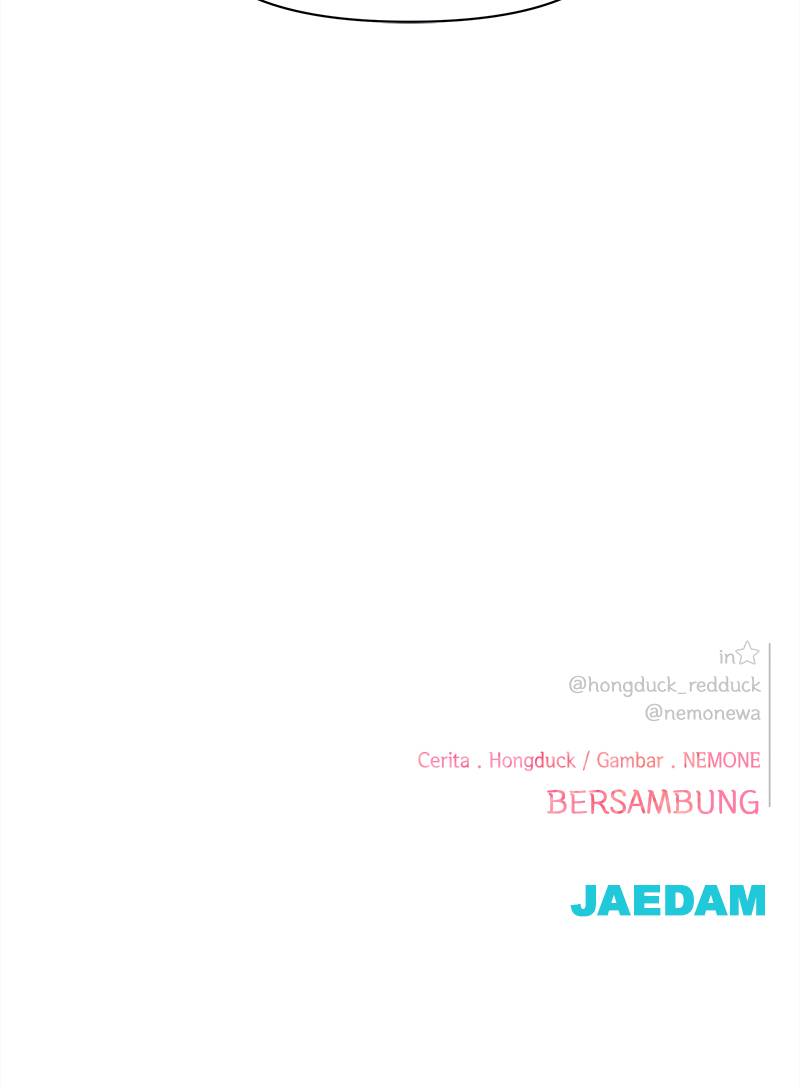 in☆
@hongduck_redduck
@nemonewa
Cerita . Hongduck / Gambar . NEMONE
BERSAMBUNG
JAEDAM